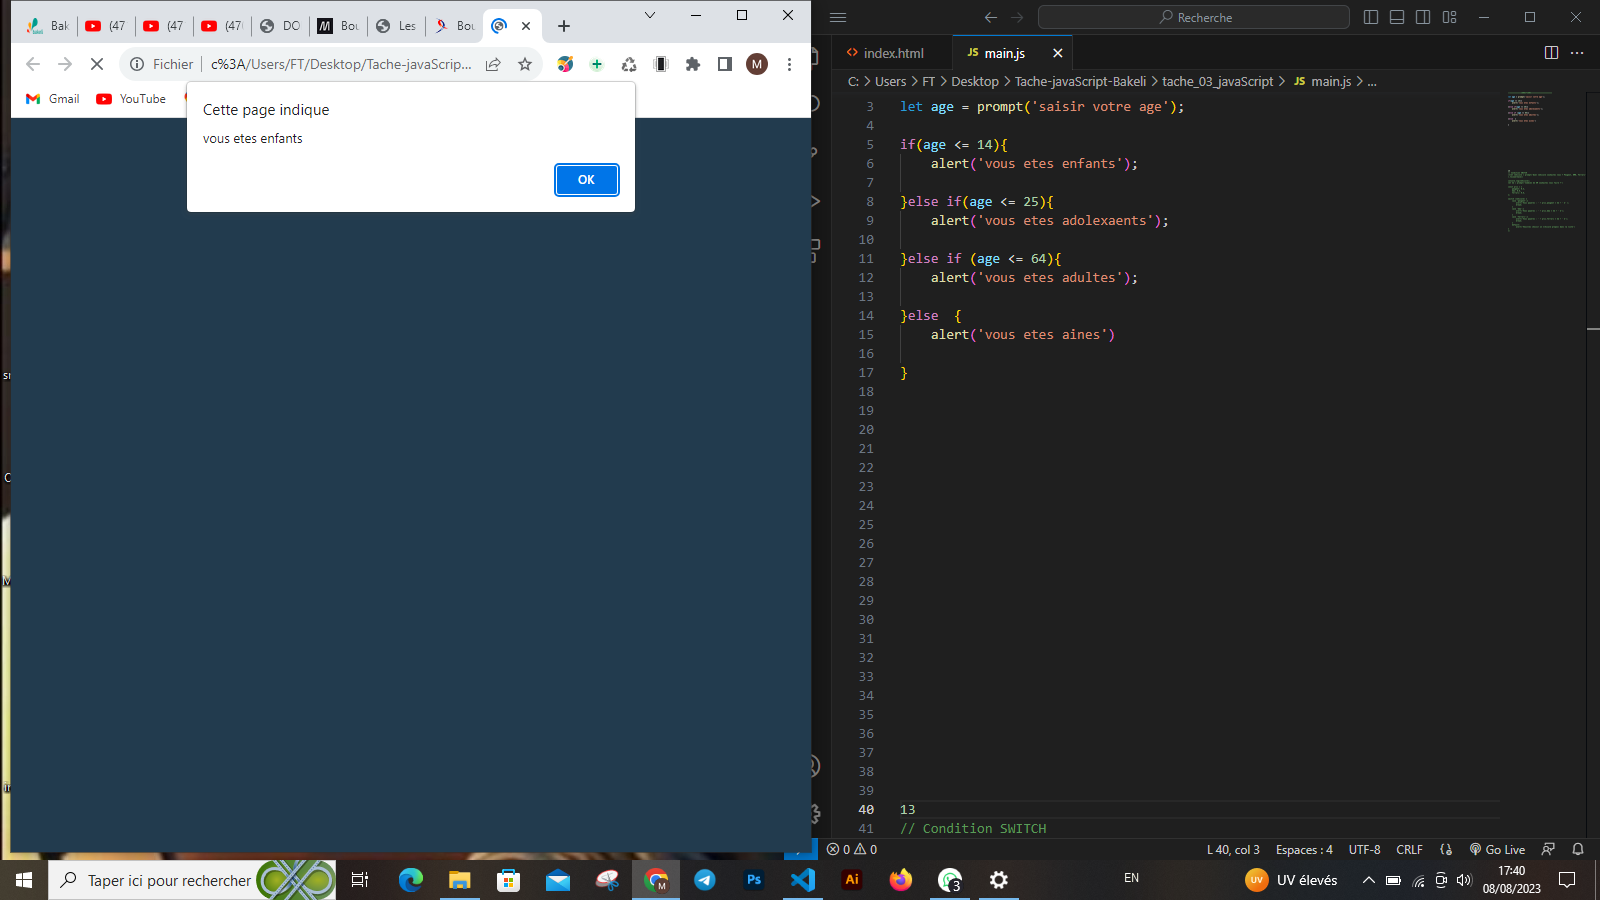 Bak
(47
(47
(47
DO
Bou
Les
Bou
Fichier
c%3A/Users/FT/Desktop/Tache-javaScrip...
M
Gmail
YouTube
Cette page indique
vous etes enfants
OK
Recherche
index.html
JS main.js
C: > Users > FT > Desktop > Tache-javaScript-Bakeli > tache_03_javaScript > JS main.js > ...
3 let age = prompt('saisir votre age');
4
5 if(age <= 14){
6 alert('vous etes enfants');
7
8 }else if(age <= 25){
9 alert('vous etes adolexaents');
10
11 }else if (age <= 64){
12 alert('vous etes adultes');
13
14 }else {
15 alert('vous etes aines')
16
17 }
18
19
20
21
22
23
24
25
26
27
28
29
30
31
32
33
34
35
36
37
38
39
40 13
41 // Condition SWITCH
0 0
L 40, col 3
Espaces : 4
UTF-8
CRLF
Go Live
Taper ici pour rechercher
M
Ps
Ai
3
EN
UV
UV élevés
17:40
08/08/2023